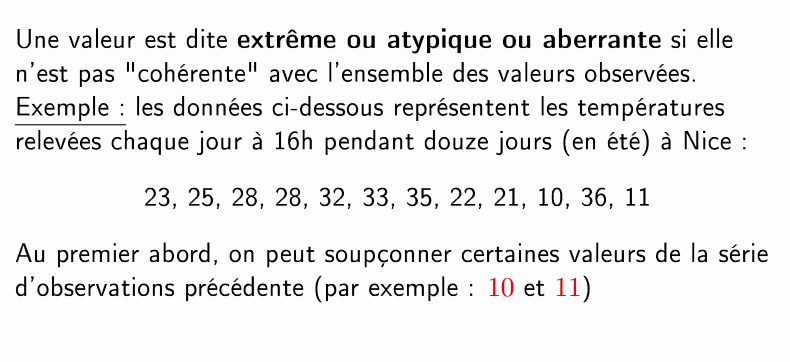 Une valeur est dite extrême ou atypique ou aberrante si elle
n'est pas "cohérente" avec l'ensemble des valeurs observées.
Exemple : les données ci-dessous représentent les températures
relevées chaque jour à 16h pendant douze jours (en été) à Nice :
23, 25, 28, 28, 32, 33, 35, 22, 21, 10, 36, 11
Au premier abord, on peut soupçonner certaines valeurs de la série
d'observations précédente (par exemple : 10 et 11)